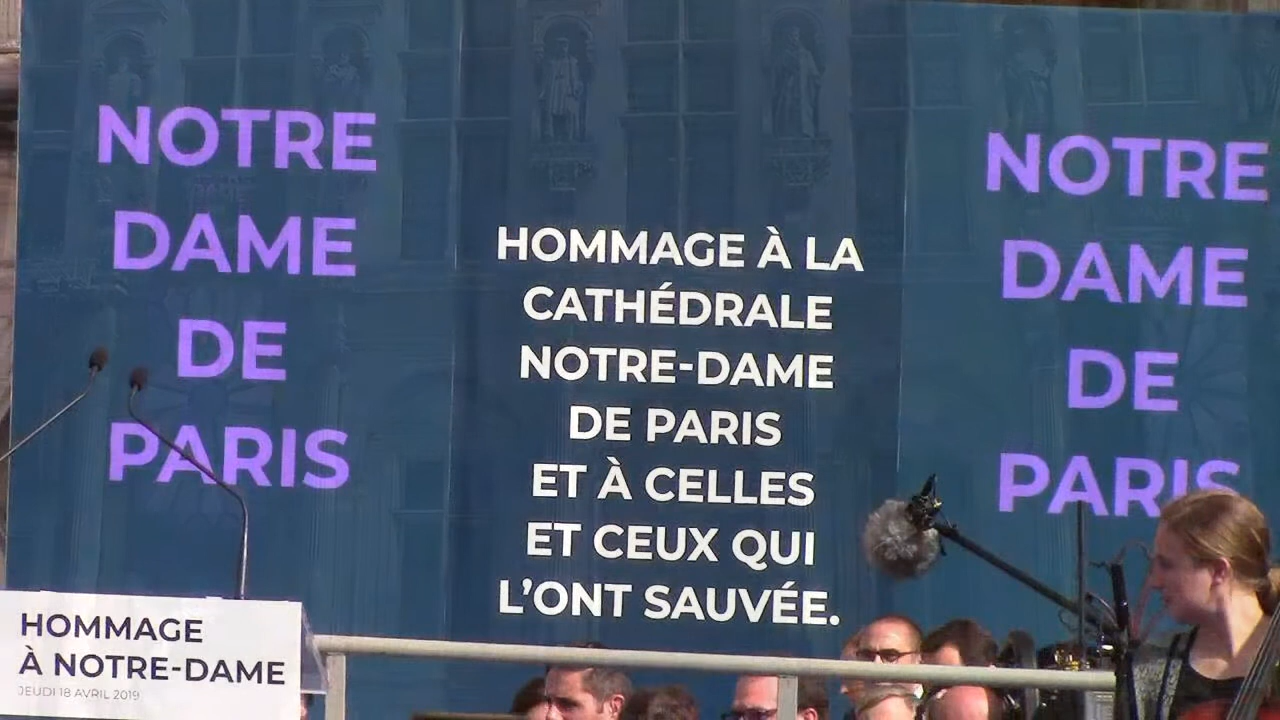 NOTRE
DAME
DE
PARIS
HOMMAGE À LA
CATHÉDRALE
NOTRE-DAME
DE PARIS
ET À CELLES
ET CEUX QUI
L'ONT SAUVÉE.
NOTRE
DAME
DE
PARIS
HOMMAGE
À NOTRE-DAME
JEUDI 18 AVRIL 2019